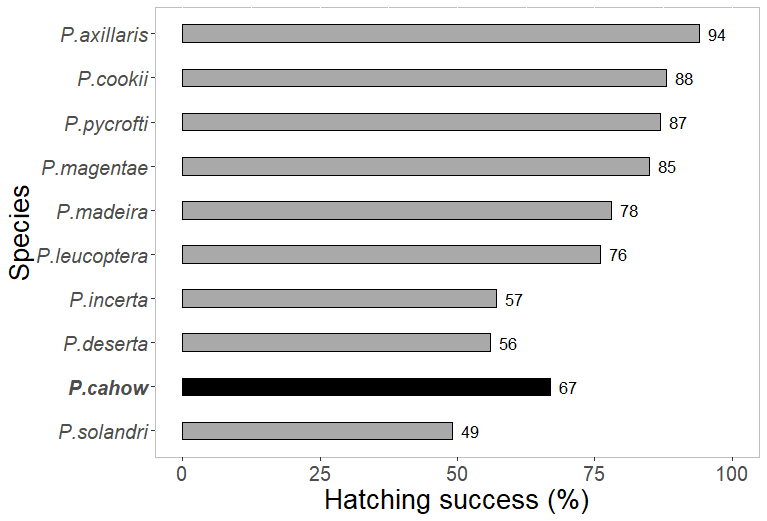 P.axillaris 94
P.cookii 88
P.pycrofti 87
P.magentae 85
P.madeira 78
P.leucoptera 76
P.incerta 57
P.deserta 56
P.cahow 67
P.solandri 49
Species
0 25 50 75 100
Hatching success (%)